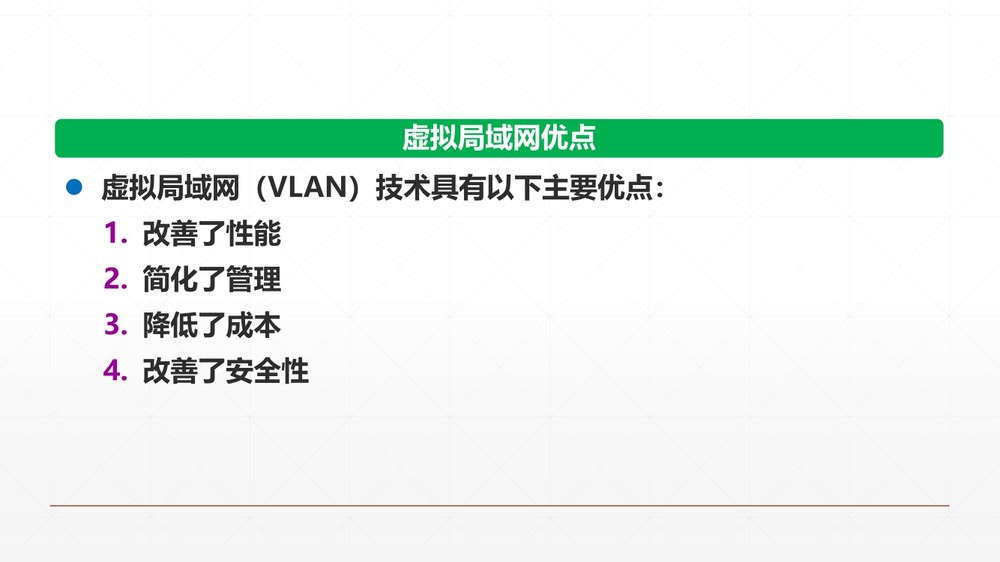 虚拟局域网优点
虚拟局域网（VLAN）技术具有以下主要优点：
1. 改善了性能
2. 简化了管理
3. 降低了成本
4. 改善了安全性